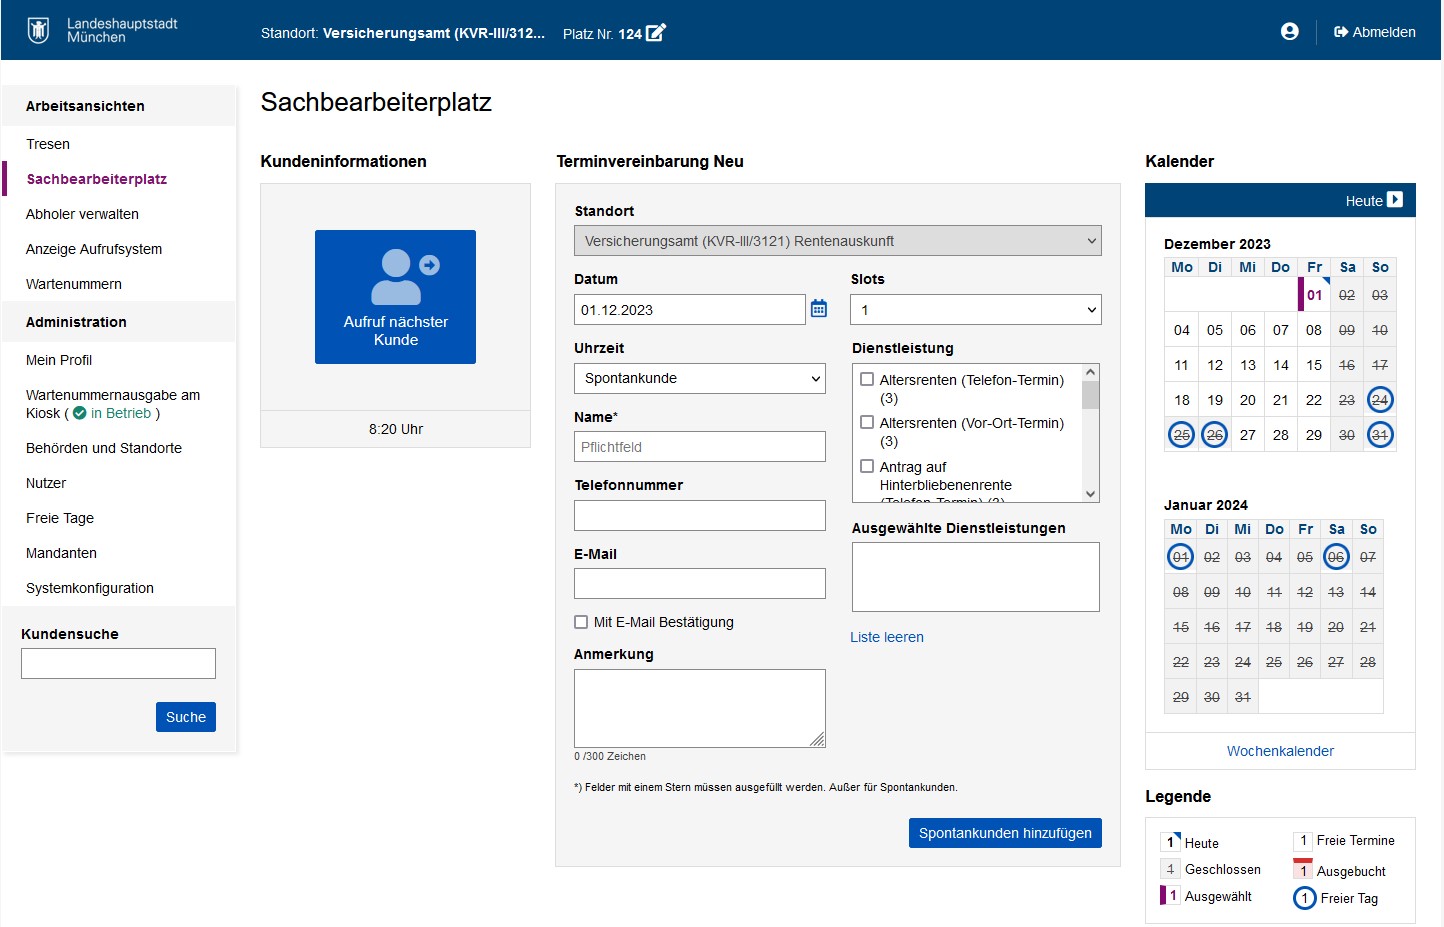 Landeshauptstadt
München
Standort: Versicherungsamt (KVR-III/312... Platz Nr. 124
Abmelden
Arbeitsansichten
Tresen
Sachbearbeiterplatz
Abholer verwalten
Anzeige Aufrufsystem
Wartenummern
Administration
Mein Profil
Wartenummernausgabe am
Kiosk ( in Betrieb )
Behörden und Standorte
Nutzer
Freie Tage
Mandanten
Systemkonfiguration
Kundensuche
Suche
Sachbearbeiterplatz
Kundeninformationen
Aufruf nächster
Kunde
8:20 Uhr
Terminvereinbarung Neu
Standort
Versicherungsamt (KVR-III/3121) Rentenauskunft
Datum
01.12.2023
Slots
1
Uhrzeit
Spontankunde
Name*
Pflichtfeld
Telefonnummer
E-Mail
Mit E-Mail Bestätigung
Anmerkung
0 /300 Zeichen
Dienstleistung
Altersrenten (Telefon-Termin)
(3)
Altersrenten (Vor-Ort-Termin)
(3)
Antrag auf
Hinterbliebenenrente
(Telefon-Termin) (3)
Ausgewählte Dienstleistungen
Liste leeren
*) Felder mit einem Stern müssen ausgefüllt werden. Außer für Spontankunden.
Spontankunden hinzufügen
Kalender
Heute
Dezember 2023
Mo Di Mi Do Fr Sa So
01 02 03
04 05 06 07 08 09 10
11 12 13 14 15 16 17
18 19 20 21 22 23 24
25 26 27 28 29 30 31
Januar 2024
Mo Di Mi Do Fr Sa So
01 02 03 04 05 06 07
08 09 10 11 12 13 14
15 16 17 18 19 20 21
22 23 24 25 26 27 28
29 30 31
Wochenkalender
Legende
1 Heute
1 Geschlossen
1 Ausgewählt
1 Freie Termine
1 Ausgebucht
1 Freier Tag